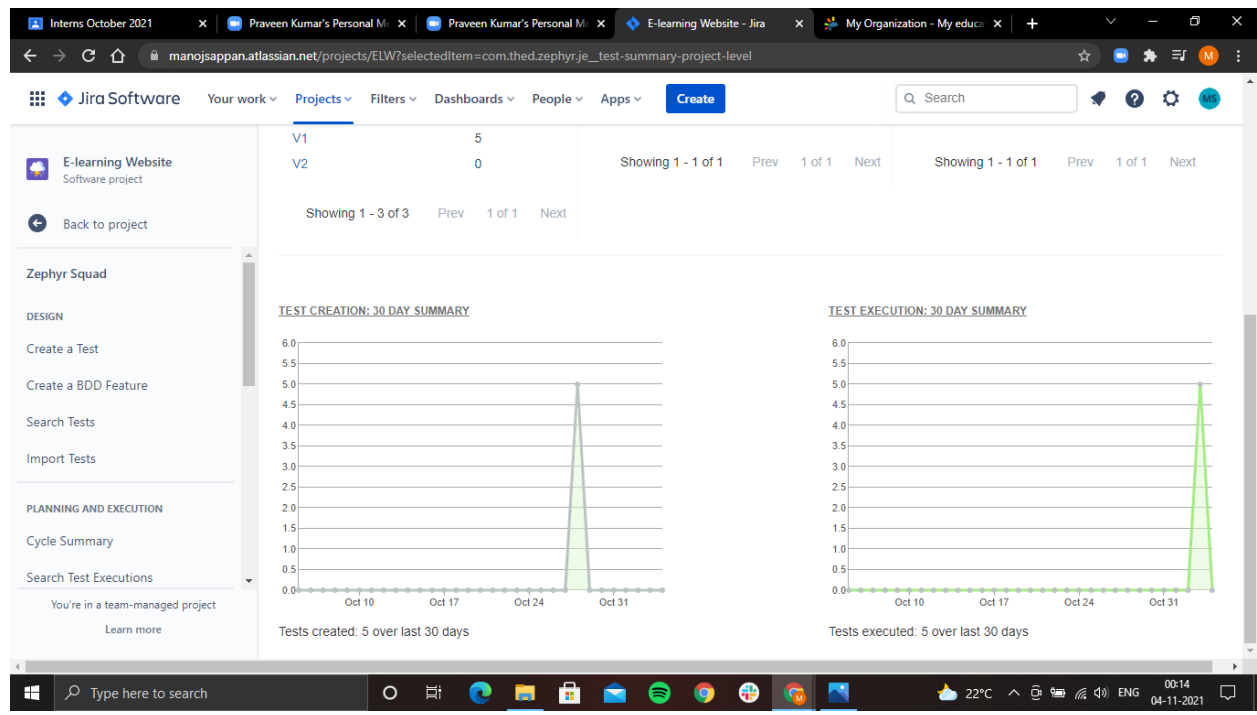 Interns October 2021
Praveen Kumar's Personal Me
Praveen Kumar's Personal Me
E-learning Website - Jira
My Organization - My educa
manojsappan.atlassian.net/projects/ELW?selectedItem=com.thed.zephyr.je__test-summary-project-level
M
Jira Software
Your work
Projects
Filters
Dashboards
People
Apps
Create
Search
MS
E-learning Website
Software project
Back to project
Zephyr Squad
DESIGN
Create a Test
Create a BDD Feature
Search Tests
Import Tests
PLANNING AND EXECUTION
Cycle Summary
Search Test Executions
You're in a team-managed project
Learn more
V1 5
V2 0
Showing 1 - 3 of 3 Prev 1 of 1 Next
Showing 1 - 1 of 1 Prev 1 of 1 Next
Showing 1 - 1 of 1 Prev 1 of 1 Next
TEST CREATION: 30 DAY SUMMARY
6.0
5.5
5.0
4.5
4.0
3.5
3.0
2.5
2.0
1.5
1.0
0.5
0.0
Oct 10 Oct 17 Oct 24 Oct 31
Tests created: 5 over last 30 days
TEST EXECUTION: 30 DAY SUMMARY
6.0
5.5
5.0
4.5
4.0
3.5
3.0
2.5
2.0
1.5
1.0
0.5
0.0
Oct 10 Oct 17 Oct 24 Oct 31
Tests executed: 5 over last 30 days
Type here to search
22°C
ENG
00:14
04-11-2021